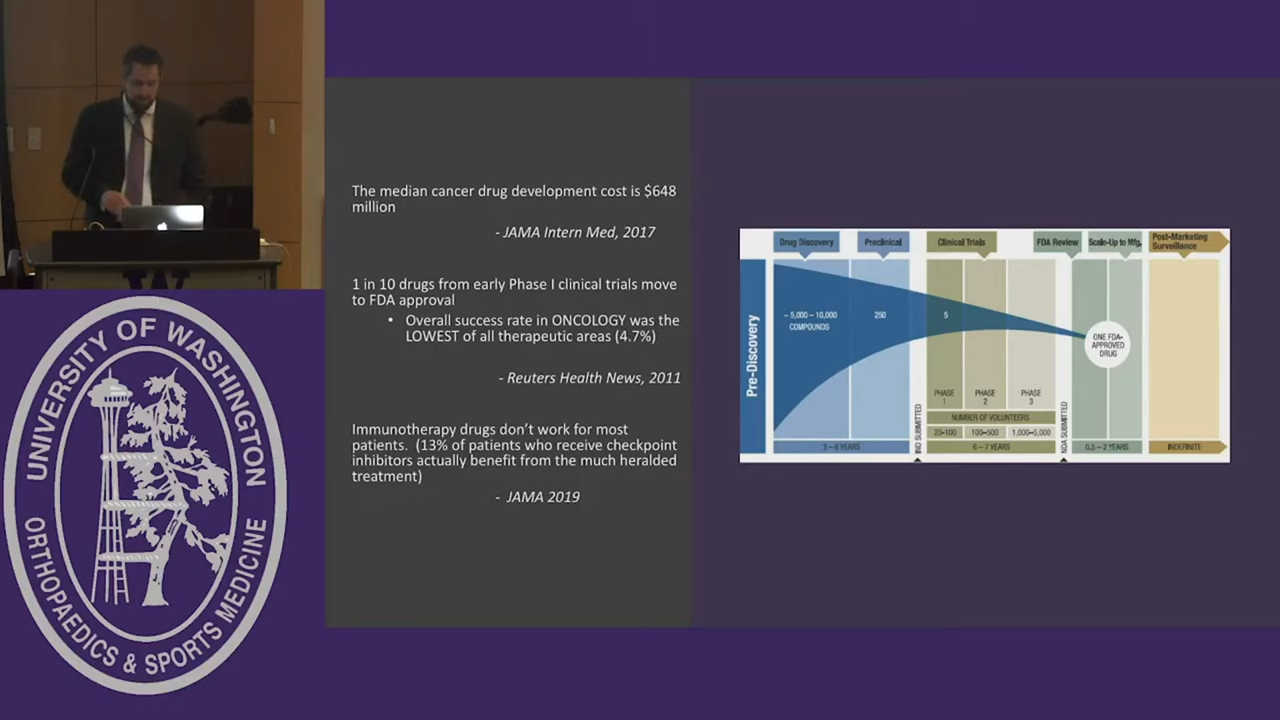 The median cancer drug development cost is $648
million
- JAMA Intern Med, 2017
1 in 10 drugs from early Phase I clinical trials move
to FDA approval
• Overall success rate in ONCOLOGY was the
LOWEST of all therapeutic areas (4.7%)
- Reuters Health News, 2011
Immunotherapy drugs don't work for most
patients. (13% of patients who receive checkpoint
inhibitors actually benefit from the much heralded
treatment)
- JAMA 2019
Drug Discovery
Preclinical
Clinical Trials
FDA Review
Scale-Up to Mfg.
Post-Marketing
Surveillance
Pre-Discovery
~ 5,000 – 10,000
COMPOUNDS
250
5
ONE FDA-
APPROVED
DRUG
PHASE
1
PHASE
2
PHASE
3
IND SUBMITTED
NDA SUBMITTED
NUMBER OF VOLUNTEERS
20–100
100–500
1,000–5,000
3 – 6 YEARS
6 – 7 YEARS
0.5 – 2 YEARS
INDEFINITE
UNIVERSITY OF WASHINGTON
ORTHOPAEDICS & SPORTS MEDICINE